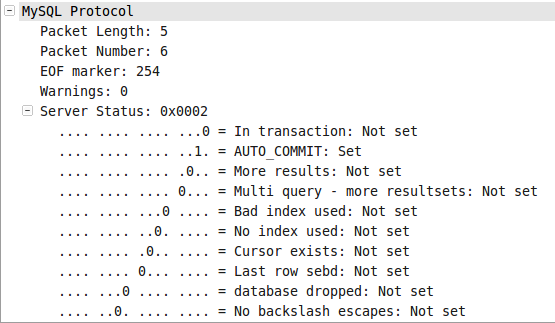 MySQL Protocol
Packet Length: 5
Packet Number: 6
EOF marker: 254
Warnings: 0
Server Status: 0x0002
.... .... .... ...0 = In transaction: Not set
.... .... .... ..1. = AUTO_COMMIT: Set
.... .... .... .0.. = More results: Not set
.... .... .... 0... = Multi query - more resultsets: Not set
.... .... ...0 .... = Bad index used: Not set
.... .... ..0. .... = No index used: Not set
.... .... .0.. .... = Cursor exists: Not set
.... .... 0... .... = Last row sebd: Not set
.... ...0 .... .... = database dropped: Not set
.... ..0. .... .... = No backslash escapes: Not set